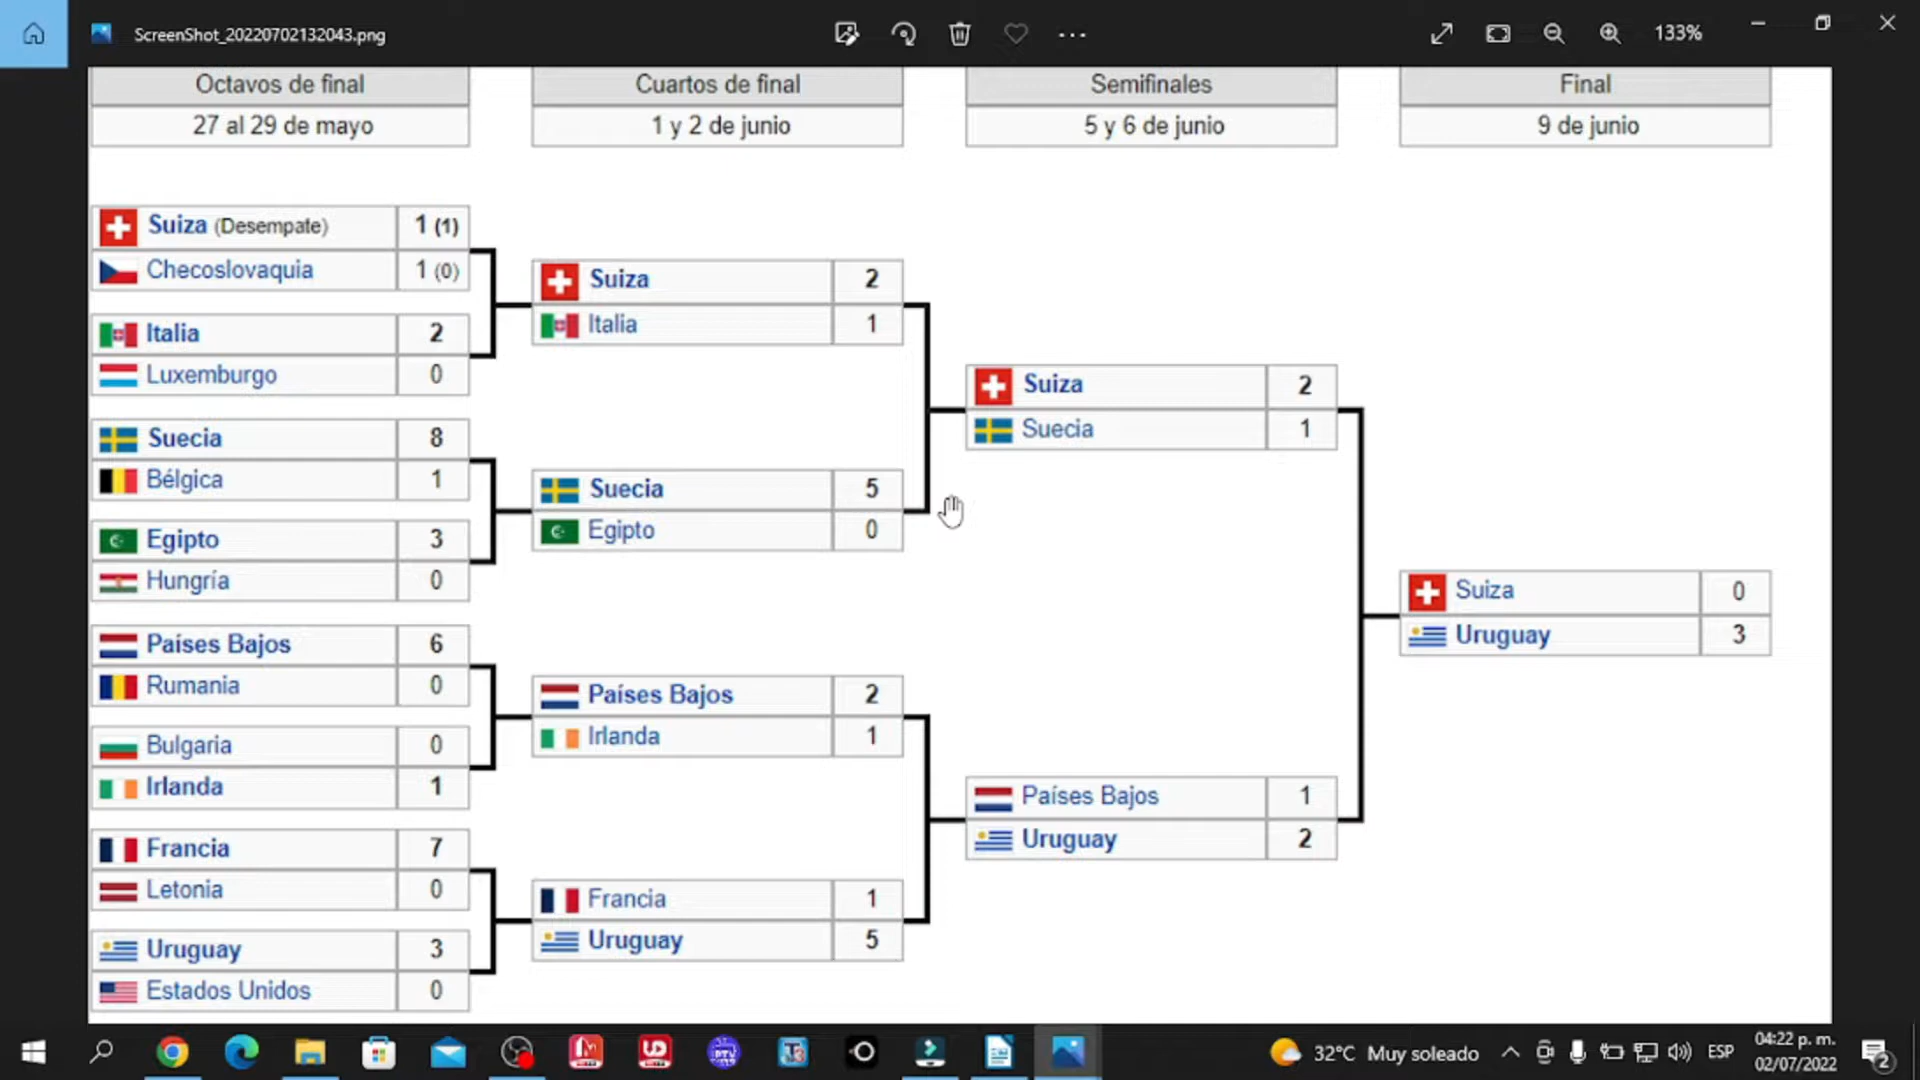 ScreenShot_20220702132043.png
133%
Octavos de final
27 al 29 de mayo
Cuartos de final
1 y 2 de junio
Semifinales
5 y 6 de junio
Final
9 de junio
Suiza (Desempate) 1 (1)
Checoslovaquia 1 (0)
Italia 2
Luxemburgo 0
Suecia 8
Bélgica 1
Egipto 3
Hungría 0
Países Bajos 6
Rumania 0
Bulgaria 0
Irlanda 1
Francia 7
Letonia 0
Uruguay 3
Estados Unidos 0
Suiza 2
Italia 1
Suecia 5
Egipto 0
Países Bajos 2
Irlanda 1
Francia 1
Uruguay 5
Suiza 2
Suecia 1
Países Bajos 1
Uruguay 2
Suiza 0
Uruguay 3
32°C Muy soleado
ESP
04:22 p. m.
02/07/2022
2